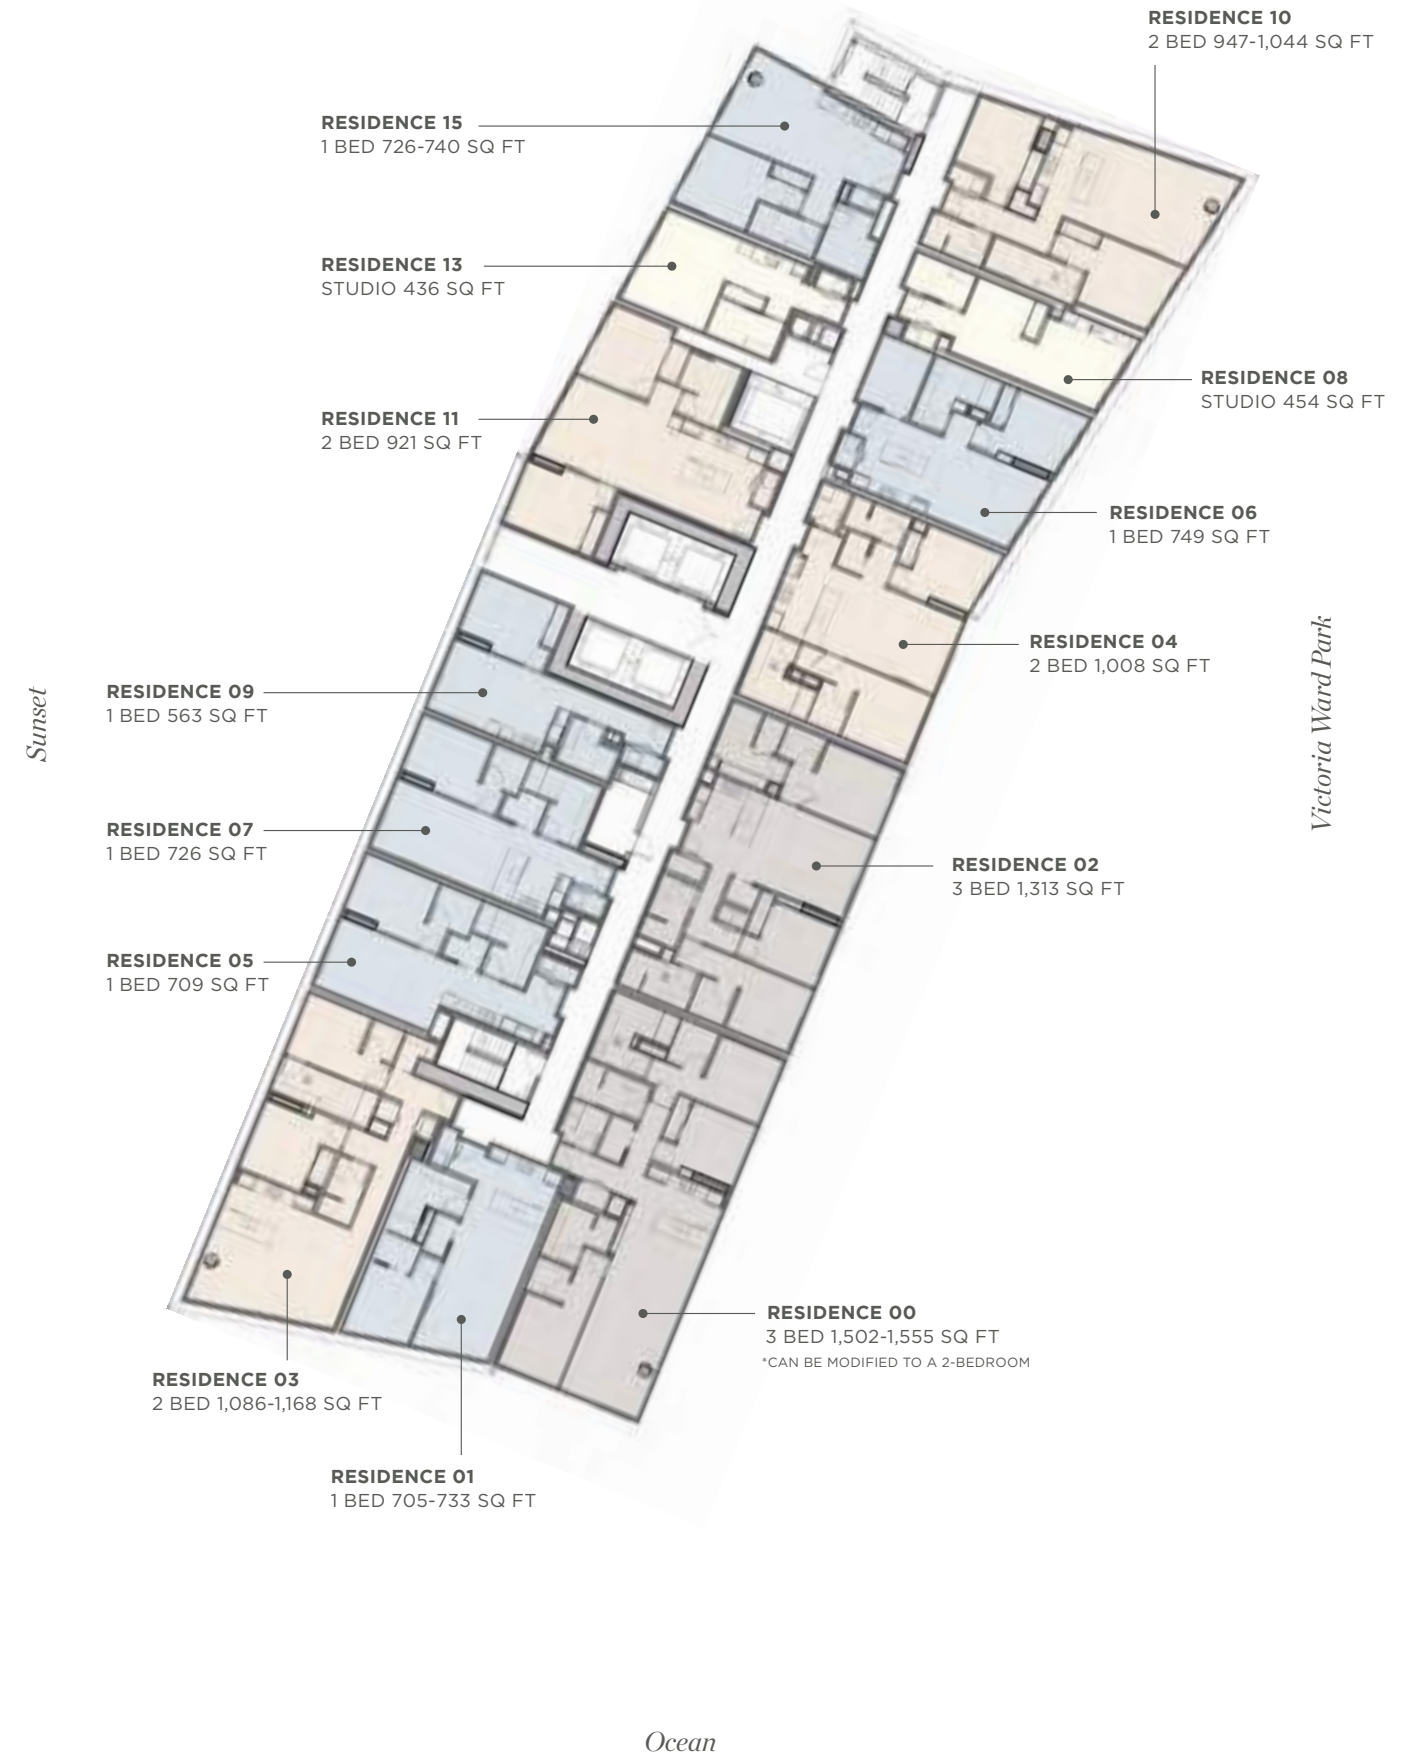 RESIDENCE 10
2 BED 947-1,044 SQ FT
RESIDENCE 15
1 BED 726-740 SQ FT
RESIDENCE 13
STUDIO 436 SQ FT
RESIDENCE 08
STUDIO 454 SQ FT
RESIDENCE 11
2 BED 921 SQ FT
RESIDENCE 06
1 BED 749 SQ FT
RESIDENCE 04
2 BED 1,008 SQ FT
Sunset
Victoria Ward Park
RESIDENCE 09
1 BED 563 SQ FT
RESIDENCE 07
1 BED 726 SQ FT
RESIDENCE 02
3 BED 1,313 SQ FT
RESIDENCE 05
1 BED 709 SQ FT
RESIDENCE 00
3 BED 1,502-1,555 SQ FT
*CAN BE MODIFIED TO A 2-BEDROOM
RESIDENCE 03
2 BED 1,086-1,168 SQ FT
RESIDENCE 01
1 BED 705-733 SQ FT
Ocean